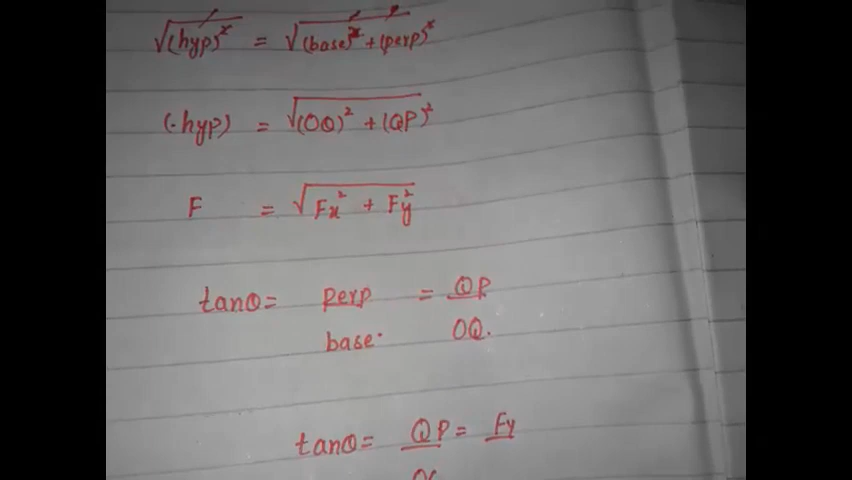 √(hyp)² = √(base)² + (perp)²
(hyp) = √(OQ)² + (QP)²
F = √Fx² + Fy²
tanθ = perp/base = QP/OQ.
tanθ = QP = Fy